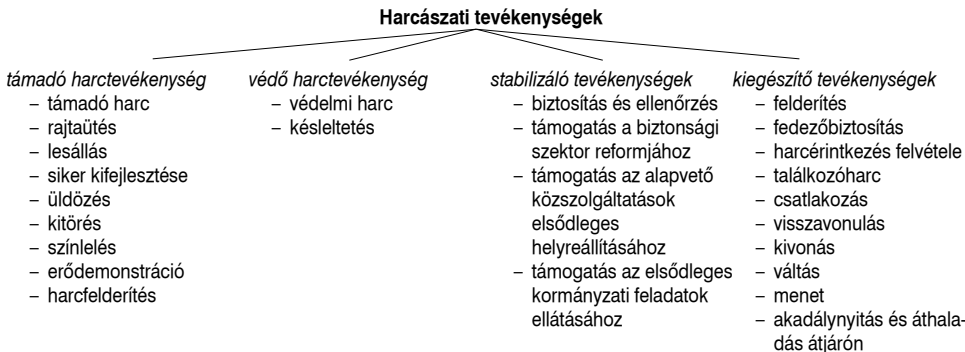 Harcászati tevékenységek
támadó harctevékenység
– támadó harc
– rajtaütés
– lesállás
– siker kifejlesztése
– üldözés
– kitörés
– színlelés
– erődemonstráció
– harcfelderítés
védő harctevékenység
– védelmi harc
– késleltetés
stabilizáló tevékenységek
– biztosítás és ellenőrzés
– támogatás a biztonsági
szektor reformjához
– támogatás az alapvető
közszolgáltatások
elsődleges
helyreállításához
– támogatás az elsődleges
kormányzati feladatok
ellátásához
kiegészítő tevékenységek
– felderítés
– fedezőbiztosítás
– harcérintkezés felvétele
– találkozóharc
– csatlakozás
– visszavonulás
– kivonás
– váltás
– menet
– akadálynyitás és áthala-
dás átjárón